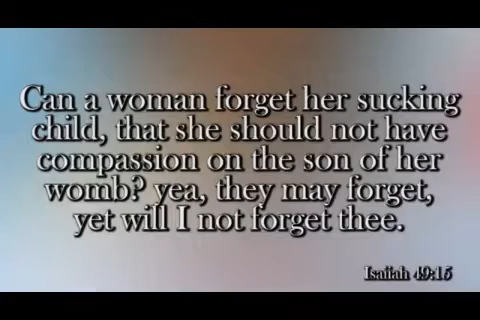 Can a woman forget her sucking
child, that she should not have
compassion on the son of her
womb? yea, they may forget,
yet will I not forget thee.
Isaiiah 49:15